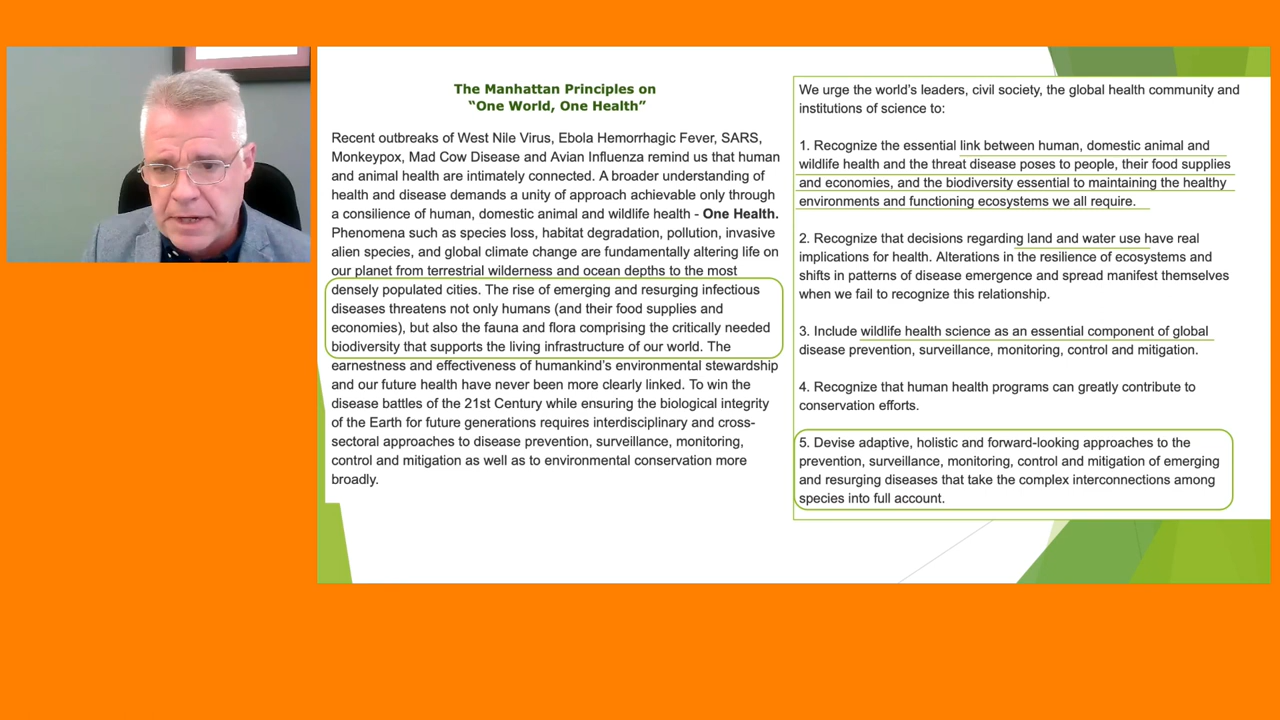 The Manhattan Principles on
“One World, One Health”
Recent outbreaks of West Nile Virus, Ebola Hemorrhagic Fever, SARS,
Monkeypox, Mad Cow Disease and Avian Influenza remind us that human
and animal health are intimately connected. A broader understanding of
health and disease demands a unity of approach achievable only through
a consilience of human, domestic animal and wildlife health - One Health.
Phenomena such as species loss, habitat degradation, pollution, invasive
alien species, and global climate change are fundamentally altering life on
our planet from terrestrial wilderness and ocean depths to the most
densely populated cities. The rise of emerging and resurging infectious
diseases threatens not only humans (and their food supplies and
economies), but also the fauna and flora comprising the critically needed
biodiversity that supports the living infrastructure of our world. The
earnestness and effectiveness of humankind’s environmental stewardship
and our future health have never been more clearly linked. To win the
disease battles of the 21st Century while ensuring the biological integrity
of the Earth for future generations requires interdisciplinary and cross-
sectoral approaches to disease prevention, surveillance, monitoring,
control and mitigation as well as to environmental conservation more
broadly.
We urge the world’s leaders, civil society, the global health community and
institutions of science to:
1. Recognize the essential link between human, domestic animal and
wildlife health and the threat disease poses to people, their food supplies
and economies, and the biodiversity essential to maintaining the healthy
environments and functioning ecosystems we all require.
2. Recognize that decisions regarding land and water use have real
implications for health. Alterations in the resilience of ecosystems and
shifts in patterns of disease emergence and spread manifest themselves
when we fail to recognize this relationship.
3. Include wildlife health science as an essential component of global
disease prevention, surveillance, monitoring, control and mitigation.
4. Recognize that human health programs can greatly contribute to
conservation efforts.
5. Devise adaptive, holistic and forward-looking approaches to the
prevention, surveillance, monitoring, control and mitigation of emerging
and resurging diseases that take the complex interconnections among
species into full account.